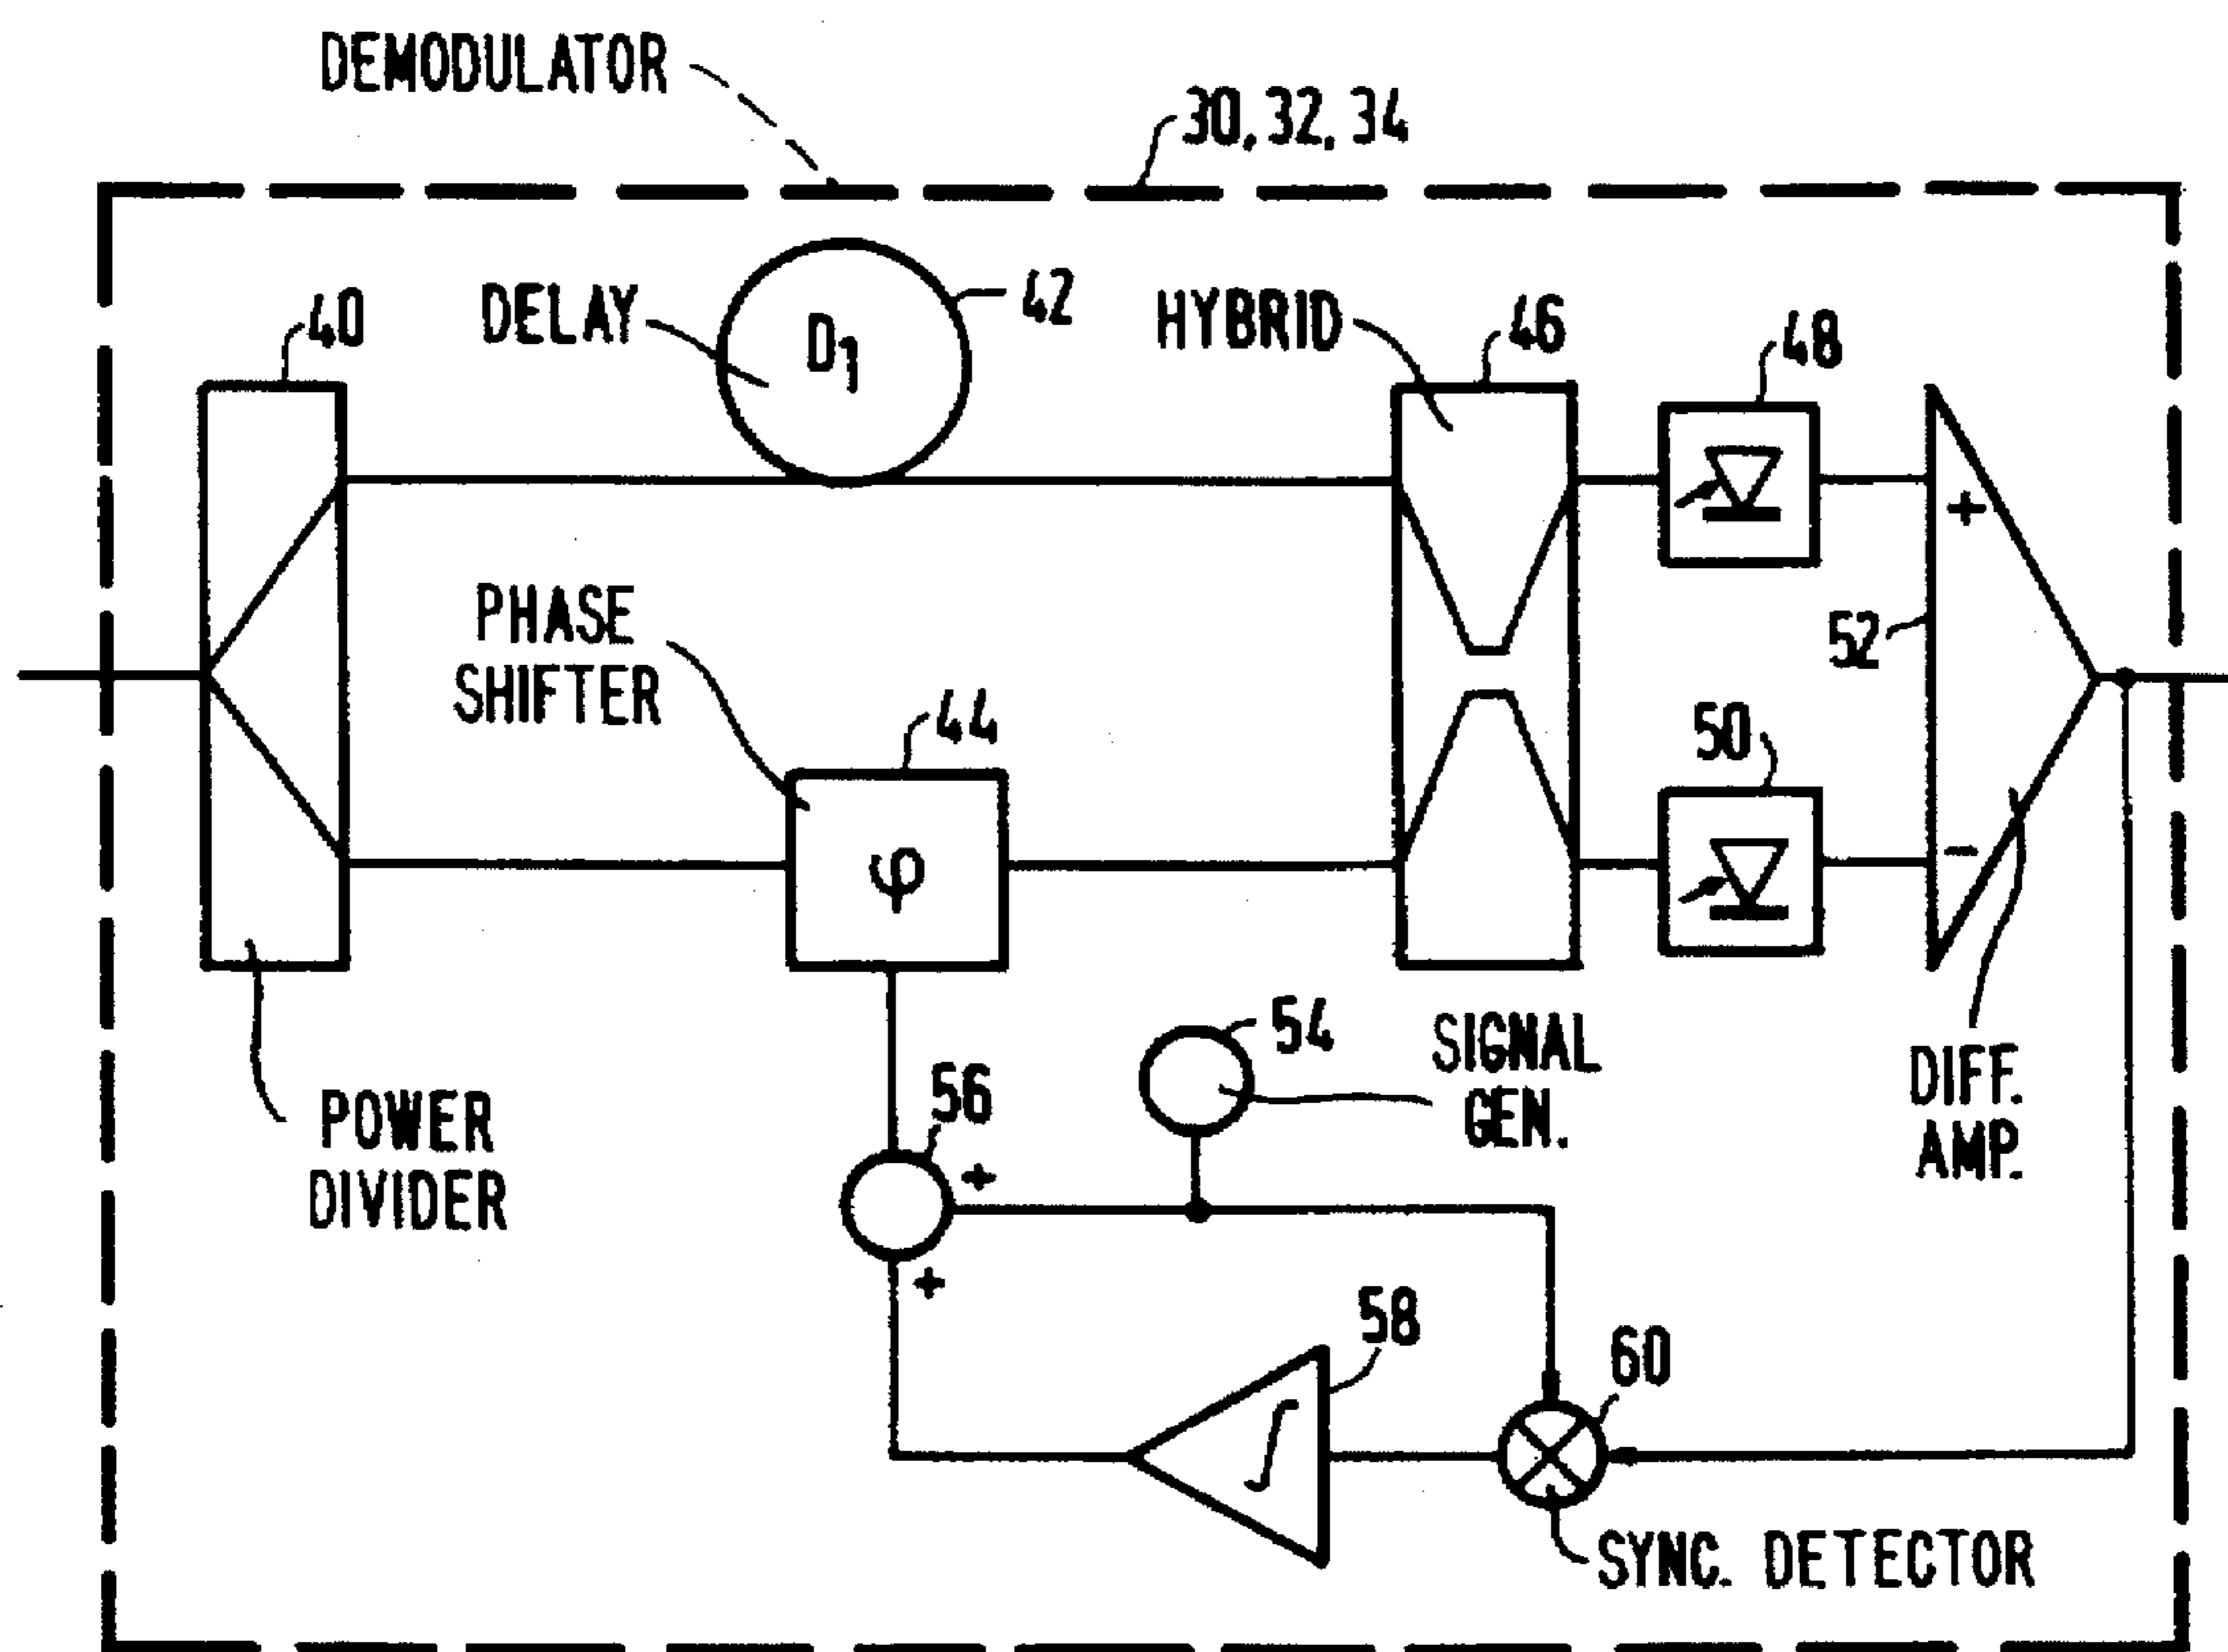 DEMODULATOR
30, 32, 34
40
DELAY
D1
42
HYBRID
46
48
+
52
PHASE
SHIFTER
44
50
φ
-
54
SIGNAL
GEN.
DIFF.
AMP.
POWER
DIVIDER
56
+
+
58
∫
60
SYNC. DETECTOR